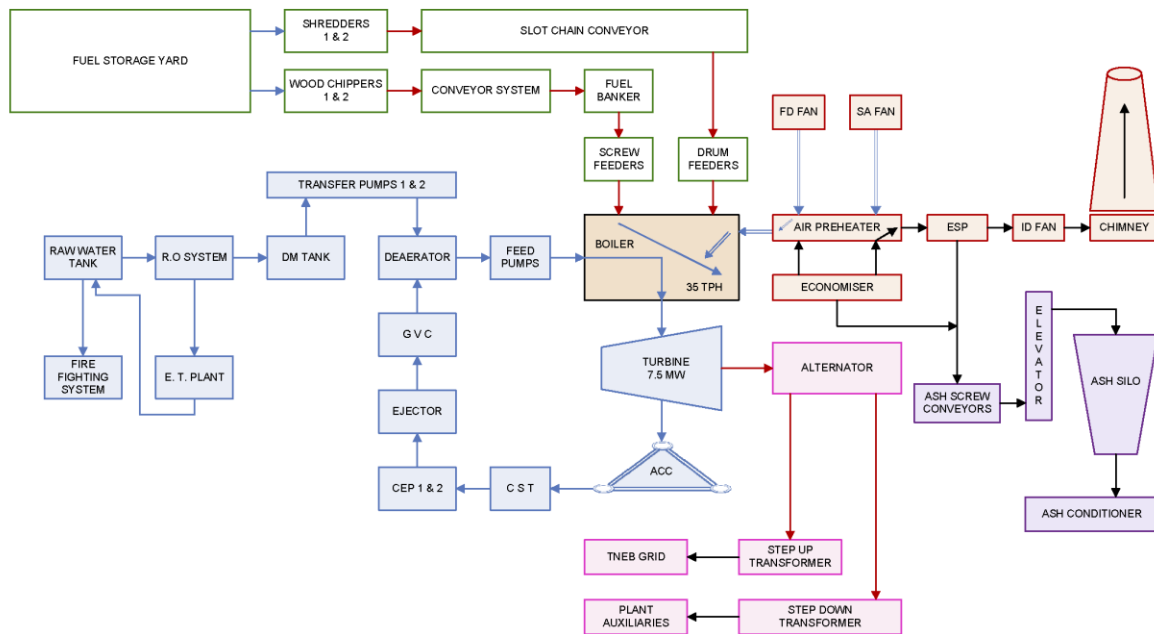 SHREDDERS
1 & 2
SLOT CHAIN CONVEYOR
FUEL STORAGE YARD
WOOD CHIPPERS
1 & 2
CONVEYOR SYSTEM
FUEL
BANKER
FD FAN
SA FAN
SCREW
FEEDERS
DRUM
FEEDERS
TRANSFER PUMPS 1 & 2
RAW WATER
TANK
R.O SYSTEM
DM TANK
DEAERATOR
FEED
PUMPS
BOILER
35 TPH
AIR PREHEATER
ESP
ID FAN
CHIMNEY
ECONOMISER
G V C
TURBINE
7.5 MW
ALTERNATOR
ELEVATOR
ASH SILO
FIRE
FIGHTING
SYSTEM
E. T. PLANT
EJECTOR
ASH SCREW
CONVEYORS
ACC
CEP 1 & 2
C S T
ASH CONDITIONER
TNEB GRID
STEP UP
TRANSFORMER
PLANT
AUXILIARIES
STEP DOWN
TRANSFORMER